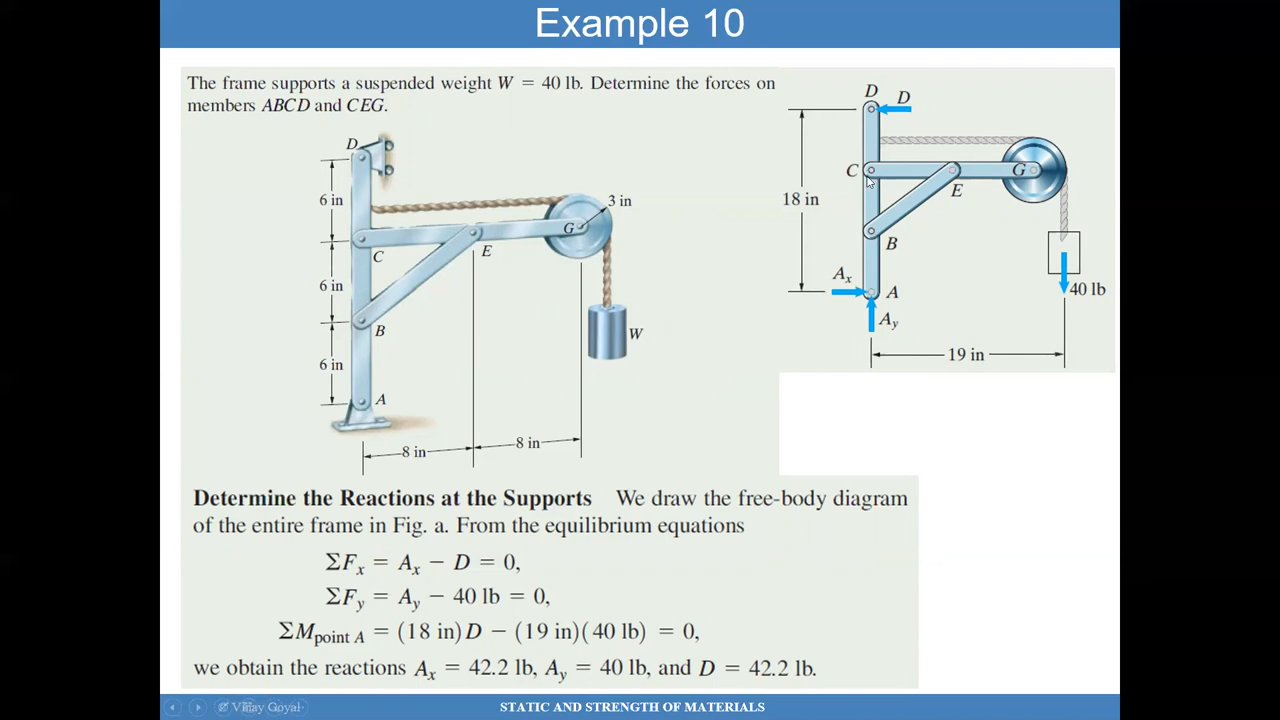 Example 10
The frame supports a suspended weight W = 40 lb. Determine the forces on
members ABCD and CEG.
D
6 in
3 in
G
C
E
6 in
B
W
6 in
A
8 in
8 in
D
D
C
G
E
18 in
B
Ax
A
40 lb
Ay
19 in
Determine the Reactions at the Supports We draw the free-body diagram
of the entire frame in Fig. a. From the equilibrium equations
ΣFx = Ax − D = 0,
ΣFy = Ay − 40 lb = 0,
ΣMpoint A = (18 in)D − (19 in)(40 lb) = 0,
we obtain the reactions Ax = 42.2 lb, Ay = 40 lb, and D = 42.2 lb.
Goyal
STATIC AND STRENGTH OF MATERIALS